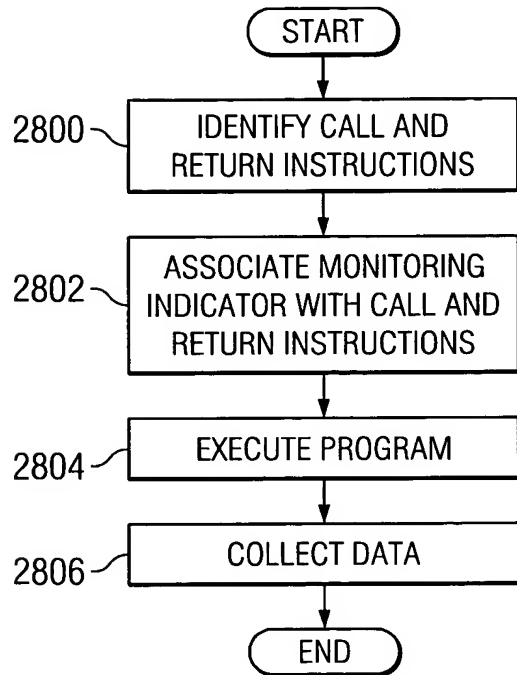 START
2800
IDENTIFY CALL AND
RETURN INSTRUCTIONS
2802
ASSOCIATE MONITORING
INDICATOR WITH CALL AND
RETURN INSTRUCTIONS
2804
EXECUTE PROGRAM
2806
COLLECT DATA
END